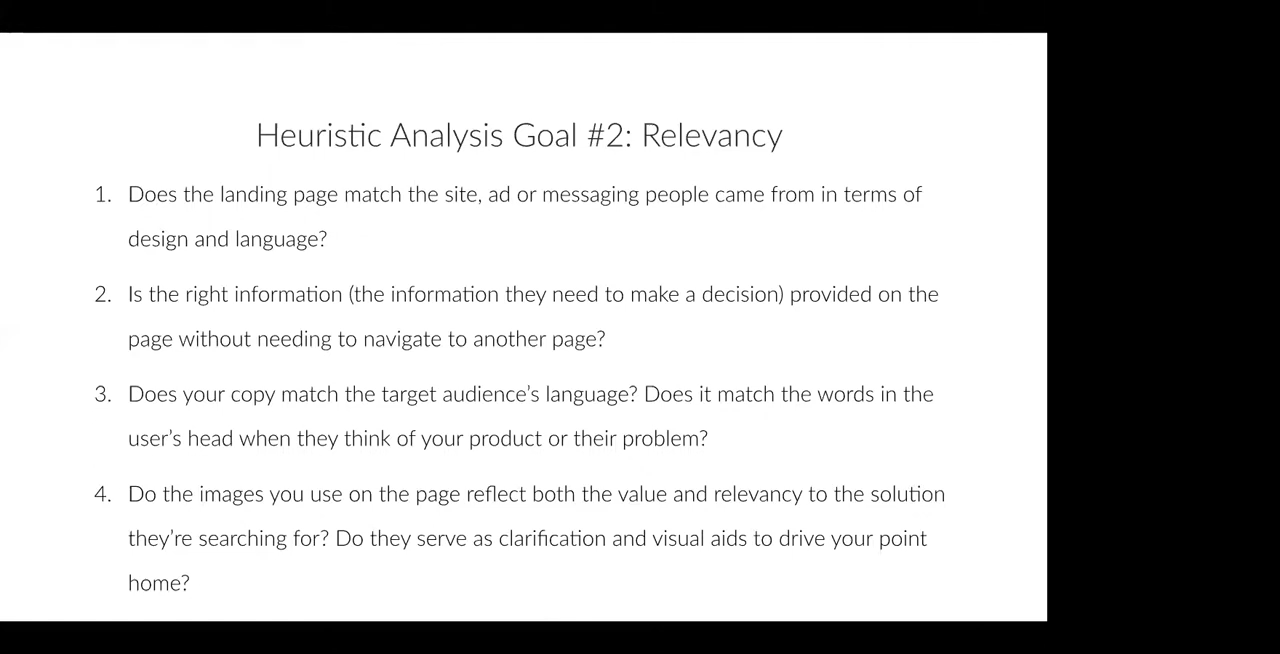 Heuristic Analysis Goal #2: Relevancy
1. Does the landing page match the site, ad or messaging people came from in terms of
design and language?
2. Is the right information (the information they need to make a decision) provided on the
page without needing to navigate to another page?
3. Does your copy match the target audience’s language? Does it match the words in the
user’s head when they think of your product or their problem?
4. Do the images you use on the page reflect both the value and relevancy to the solution
they’re searching for? Do they serve as clarification and visual aids to drive your point
home?